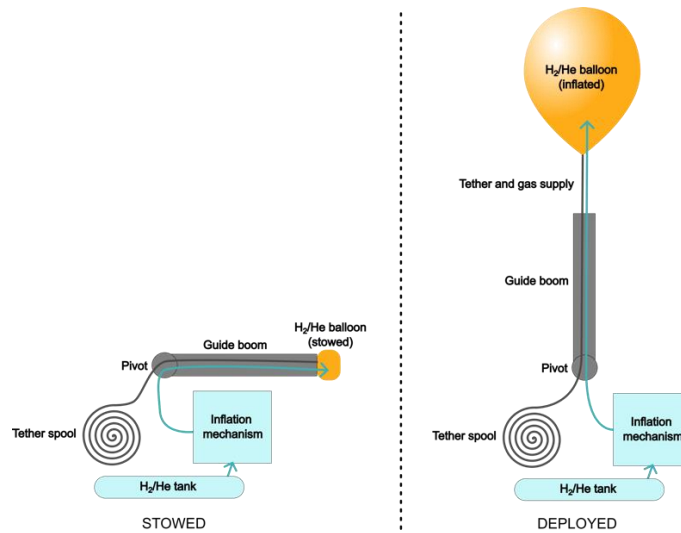 H₂/He balloon
(stowed)
Guide boom
Pivot
Tether spool
Inflation
mechanism
H₂/He tank
STOWED
H₂/He balloon
(inflated)
Tether and gas supply
Guide boom
Pivot
Tether spool
Inflation
mechanism
H₂/He tank
DEPLOYED